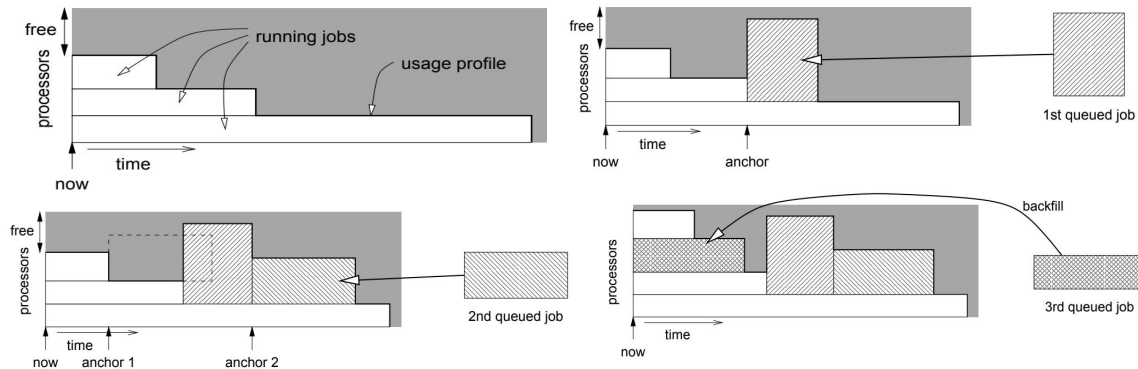 free
processors
running jobs
usage profile
time
now
free
processors
1st queued job
time
now
anchor
free
processors
2nd queued job
time
now
anchor 1
anchor 2
backfill
processors
3rd queued job
time
now